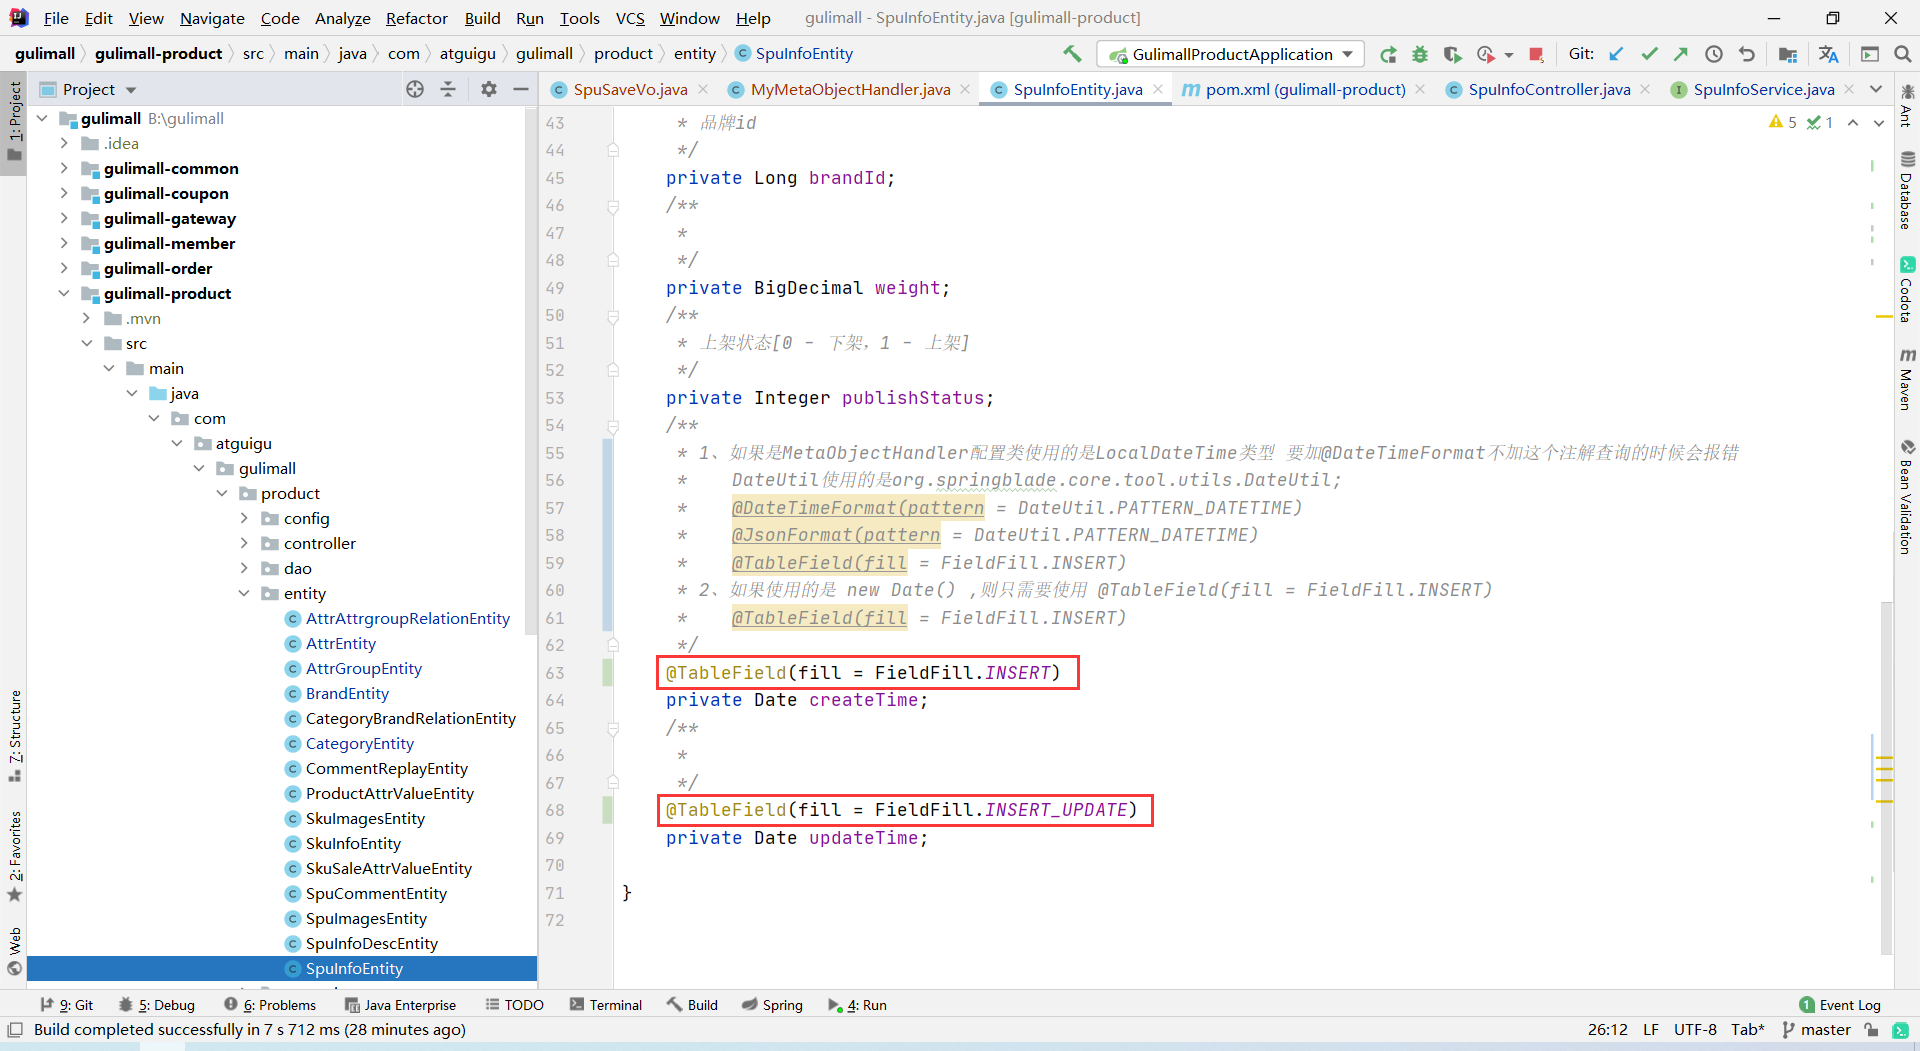 File Edit View Navigate Code Analyze Refactor Build Run Tools VCS Window Help gulimall - SpuInfoEntity.java [gulimall-product]
gulimall gulimall-product src main java com atguigu gulimall product entity SpuInfoEntity GulimallProductApplication Git:
Project
SpuSaveVo.java MyMetaObjectHandler.java SpuInfoEntity.java pom.xml (gulimall-product) SpuInfoController.java SpuInfoService.java
1: Project
7: Structure
2: Favorites
Web
gulimall B:\gulimall
.idea
gulimall-common
gulimall-coupon
gulimall-gateway
gulimall-member
gulimall-order
gulimall-product
.mvn
src
main
java
com
atguigu
gulimall
product
config
controller
dao
entity
AttrAttrgroupRelationEntity
AttrEntity
AttrGroupEntity
BrandEntity
CategoryBrandRelationEntity
CategoryEntity
CommentReplayEntity
ProductAttrValueEntity
SkuImagesEntity
SkuInfoEntity
SkuSaleAttrValueEntity
SpuCommentEntity
SpuImagesEntity
SpuInfoDescEntity
SpuInfoEntity
5 1
43 * 品牌id
44 */
45 private Long brandId;
46 /**
47 *
48 */
49 private BigDecimal weight;
50 /**
51 * 上架状态[0 - 下架，1 - 上架]
52 */
53 private Integer publishStatus;
54 /**
55 * 1、如果是MetaObjectHandler配置类使用的是LocalDateTime类型 要加@DateTimeFormat不加这个注解查询的时候会报错
56 * DateUtil使用的是org.springblade.core.tool.utils.DateUtil;
57 * @DateTimeFormat(pattern = DateUtil.PATTERN_DATETIME)
58 * @JsonFormat(pattern = DateUtil.PATTERN_DATETIME)
59 * @TableField(fill = FieldFill.INSERT)
60 * 2、如果使用的是 new Date() ,则只需要使用 @TableField(fill = FieldFill.INSERT)
61 * @TableField(fill = FieldFill.INSERT)
62 */
63 @TableField(fill = FieldFill.INSERT)
64 private Date createTime;
65 /**
66 *
67 */
68 @TableField(fill = FieldFill.INSERT_UPDATE)
69 private Date updateTime;
70
71 }
72
Ant
Database
Codota
Maven
Bean Validation
9: Git 5: Debug 6: Problems Java Enterprise TODO Terminal Build Spring 4: Run 1 Event Log
Build completed successfully in 7 s 712 ms (28 minutes ago) 26:12 LF UTF-8 Tab* master